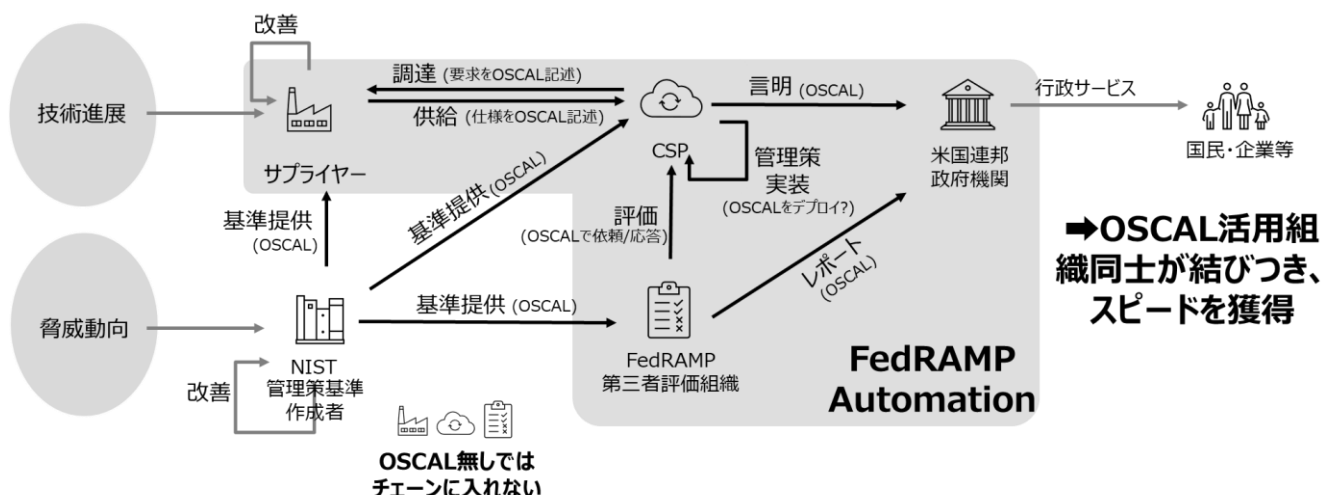 改善
調達 (要求をOSCAL記述)
供給 (仕様をOSCAL記述)
言明 (OSCAL)
行政サービス
技術進展
サプライヤー
CSP
管理策
実装
(OSCALをデプロイ?)
米国連邦
政府機関
国民・企業等
基準提供
(OSCAL)
基準提供 (OSCAL)
評価
(OSCALで依頼/応答)
レポート
(OSCAL)
➡OSCAL活用組
織同士が結びつき、
スピードを獲得
脅威動向
基準提供 (OSCAL)
NIST
管理策基準
作成者
改善
FedRAMP
第三者評価組織
FedRAMP
Automation
OSCAL無しでは
チェーンに入れない